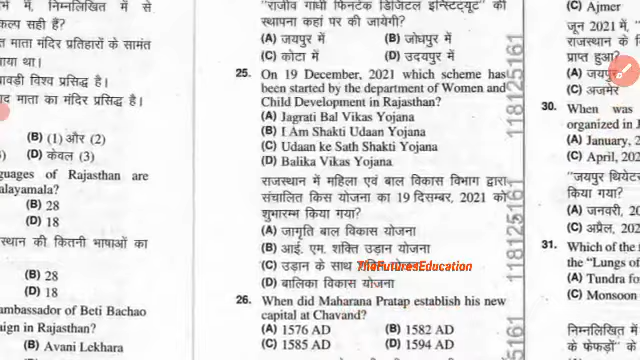 र्भ में, निम्नलिखित में से
कल्प सही हैं?
त माता मंदिर प्रतिहारों के सामंत
ाया था।
ावड़ी विश्व प्रसिद्ध है।
ाद माता का मंदिर प्रसिद्ध है।
(B) (1) और (2)
(D) केवल (3)
guages of Rajasthan are
alayamala?
(B) 28
(D) 18
स्थान की कितनी भाषाओं का
(B) 28
(D) 18
ambassador of Beti Bachao
aign in Rajasthan?
(B) Avani Lekhara
"राजीव गांधी फिनटेक डिजिटल इन्स्टिट्यूट" की
स्थापना कहां पर की जायेगी?
(A) जयपुर में (B) जोधपुर में
(C) कोटा में (D) उदयपुर में
25. On 19 December, 2021 which scheme has
been started by the department of Women and
Child Development in Rajasthan?
(A) Jagrati Bal Vikas Yojana
(B) I Am Shakti Udaan Yojana
(C) Udaan ke Sath Shakti Yojana
(D) Balika Vikas Yojana
राजस्थान में महिला एवं बाल विकास विभाग द्वारा
संचालित किस योजना का 19 दिसम्बर, 2021 को
शुभारम्भ किया गया?
(A) जागृति बाल विकास योजना
(B) आई. एम. शक्ति उड़ान योजना
(C) उड़ान के साथ
TheFuturesEducation
(D) बालिका विकास योजना
26. When did Maharana Pratap establish his new
capital at Chavand?
(A) 1576 AD (B) 1582 AD
(C) 1585 AD (D) 1594 AD
118125161
118125161
(C) Ajmer
जून 2021 में,
राजस्थान के
प्राप्त हुआ?
(A) जयपुर
(C) अजमेर
30. When was
organized in J
(A) January, 2
(C) April, 202
"जयपुर थियेटर
किया गया?
(A) जनवरी, 20
(C) अप्रैल, 202
31. Which of the f
the "Lungs of
(A) Tundra fo
(C) Monsoon
निम्नलिखित में
के फेफड़ों" के